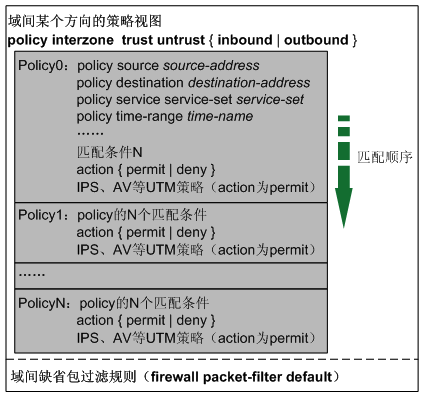 域间某个方向的策略视图
policy interzone trust untrust { inbound | outbound }
Policy0：policy source source-address
policy destination destination-address
policy service service-set service-set
policy time-range time-name
……
匹配条件N
action { permit | deny }
IPS、AV等UTM策略（action为permit）
Policy1：policy的N个匹配条件
action { permit | deny }
IPS、AV等UTM策略（action为permit）
……
PolicyN：policy的N个匹配条件
action { permit | deny }
IPS、AV等UTM策略（action为permit）
匹配顺序
域间缺省包过滤规则（firewall packet-filter default）